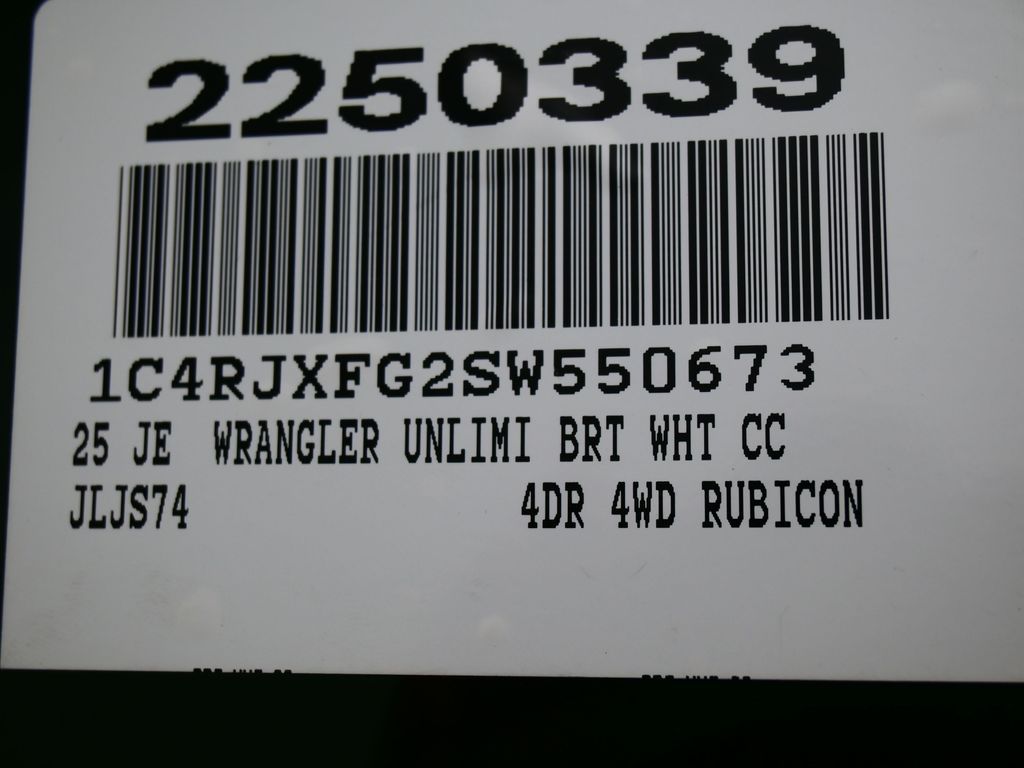 2250339
1C4RJXFG2SW550673
25 JE WRANGLER UNLIMI BRT WHT CC
JLJS74 4DR 4WD RUBICON